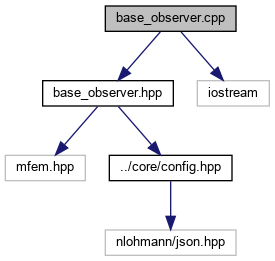 base_observer.cpp
base_observer.hpp
iostream
mfem.hpp
../core/config.hpp
nlohmann/json.hpp